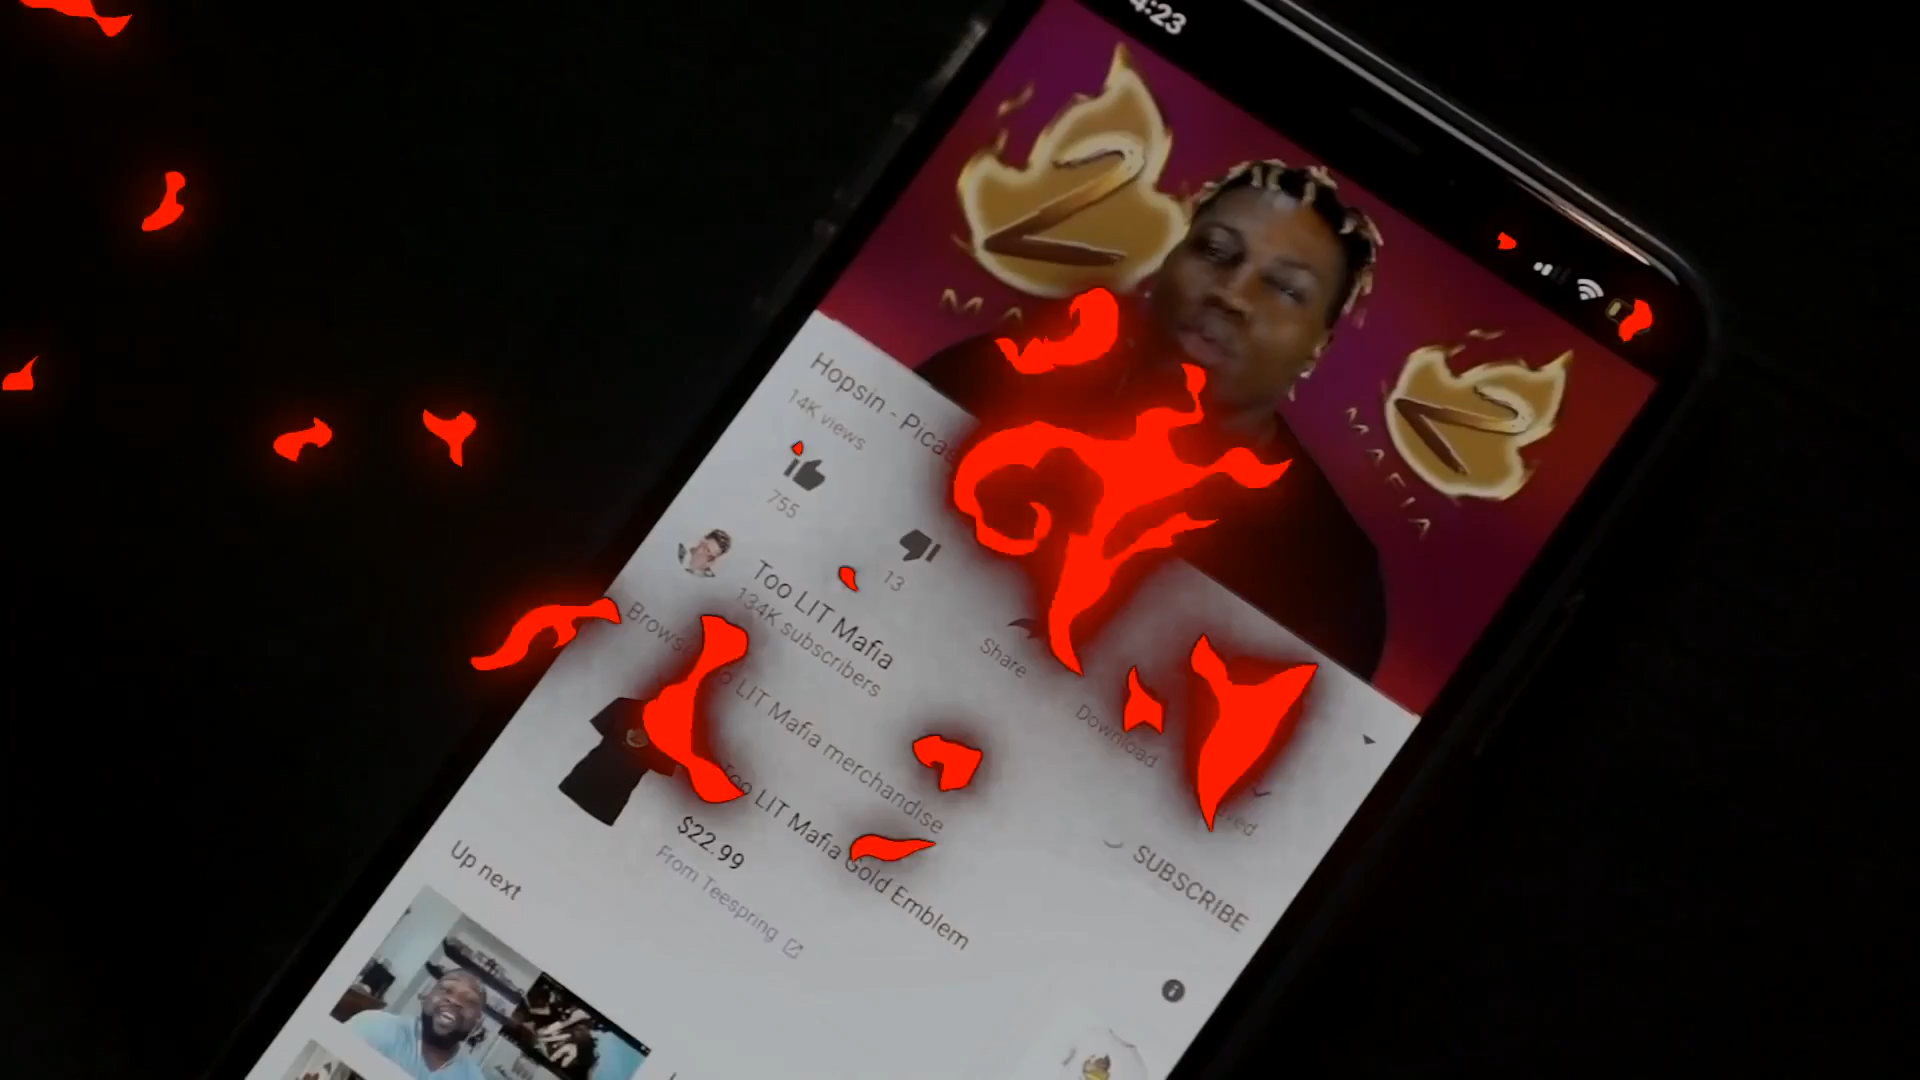 4:23
MAFIA
Hopsin - Picas
14K views
755
13
Share
Download
Too LIT Mafia
134K subscribers
SUBSCRIBE
LIT Mafia merchandise
Too LIT Mafia Gold Emblem
$22.99
From Teespring
Up next